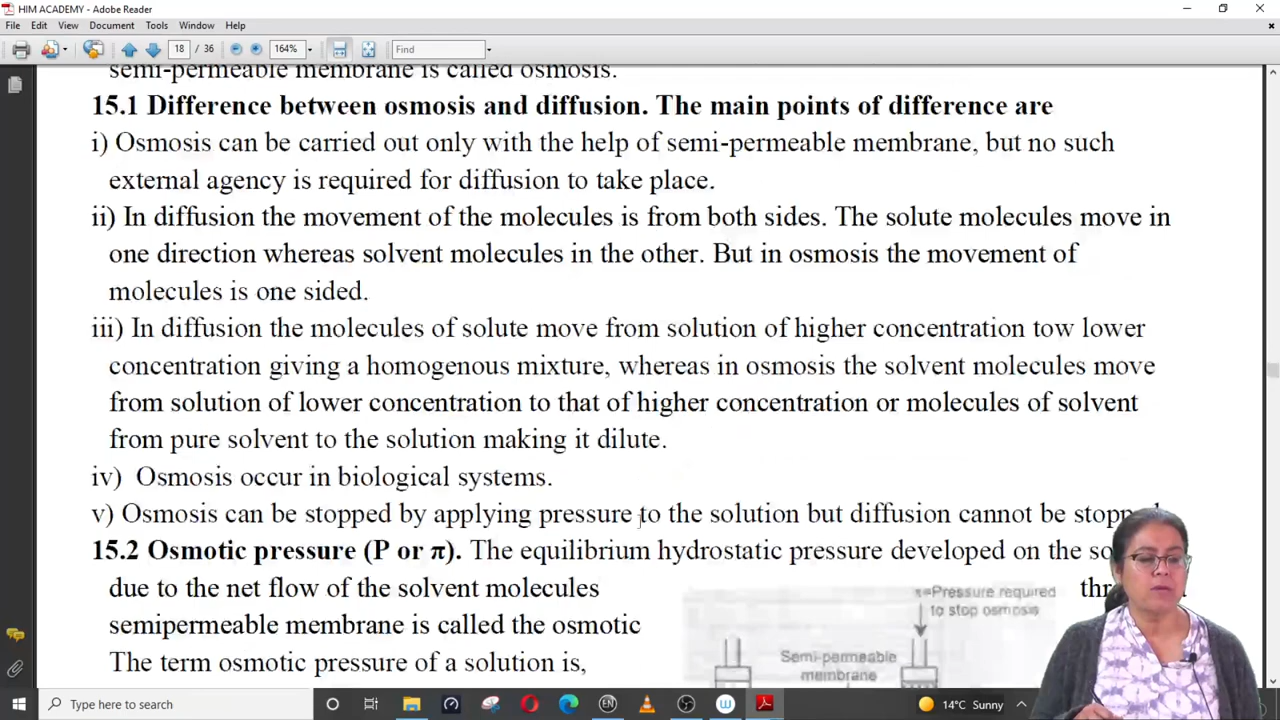 HIM ACADEMY - Adobe Reader
File Edit View Document Tools Window Help
18 / 36 164% Find
semi-permeable membrane is called osmosis.
15.1 Difference between osmosis and diffusion. The main points of difference are
i) Osmosis can be carried out only with the help of semi-permeable membrane, but no such
external agency is required for diffusion to take place.
ii) In diffusion the movement of the molecules is from both sides. The solute molecules move in
one direction whereas solvent molecules in the other. But in osmosis the movement of
molecules is one sided.
iii) In diffusion the molecules of solute move from solution of higher concentration tow lower
concentration giving a homogenous mixture, whereas in osmosis the solvent molecules move
from solution of lower concentration to that of higher concentration or molecules of solvent
from pure solvent to the solution making it dilute.
iv) Osmosis occur in biological systems.
v) Osmosis can be stopped by applying pressure to the solution but diffusion cannot be
15.2 Osmotic pressure (P or π). The equilibrium hydrostatic pressure developed on the
due to the net flow of the solvent molecules
semipermeable membrane is called the osmotic
The term osmotic pressure of a solution is,
π=Pressure required
to stop osmosis
Semi-permeable
membrane
Type here to search
EN
14°C Sunny